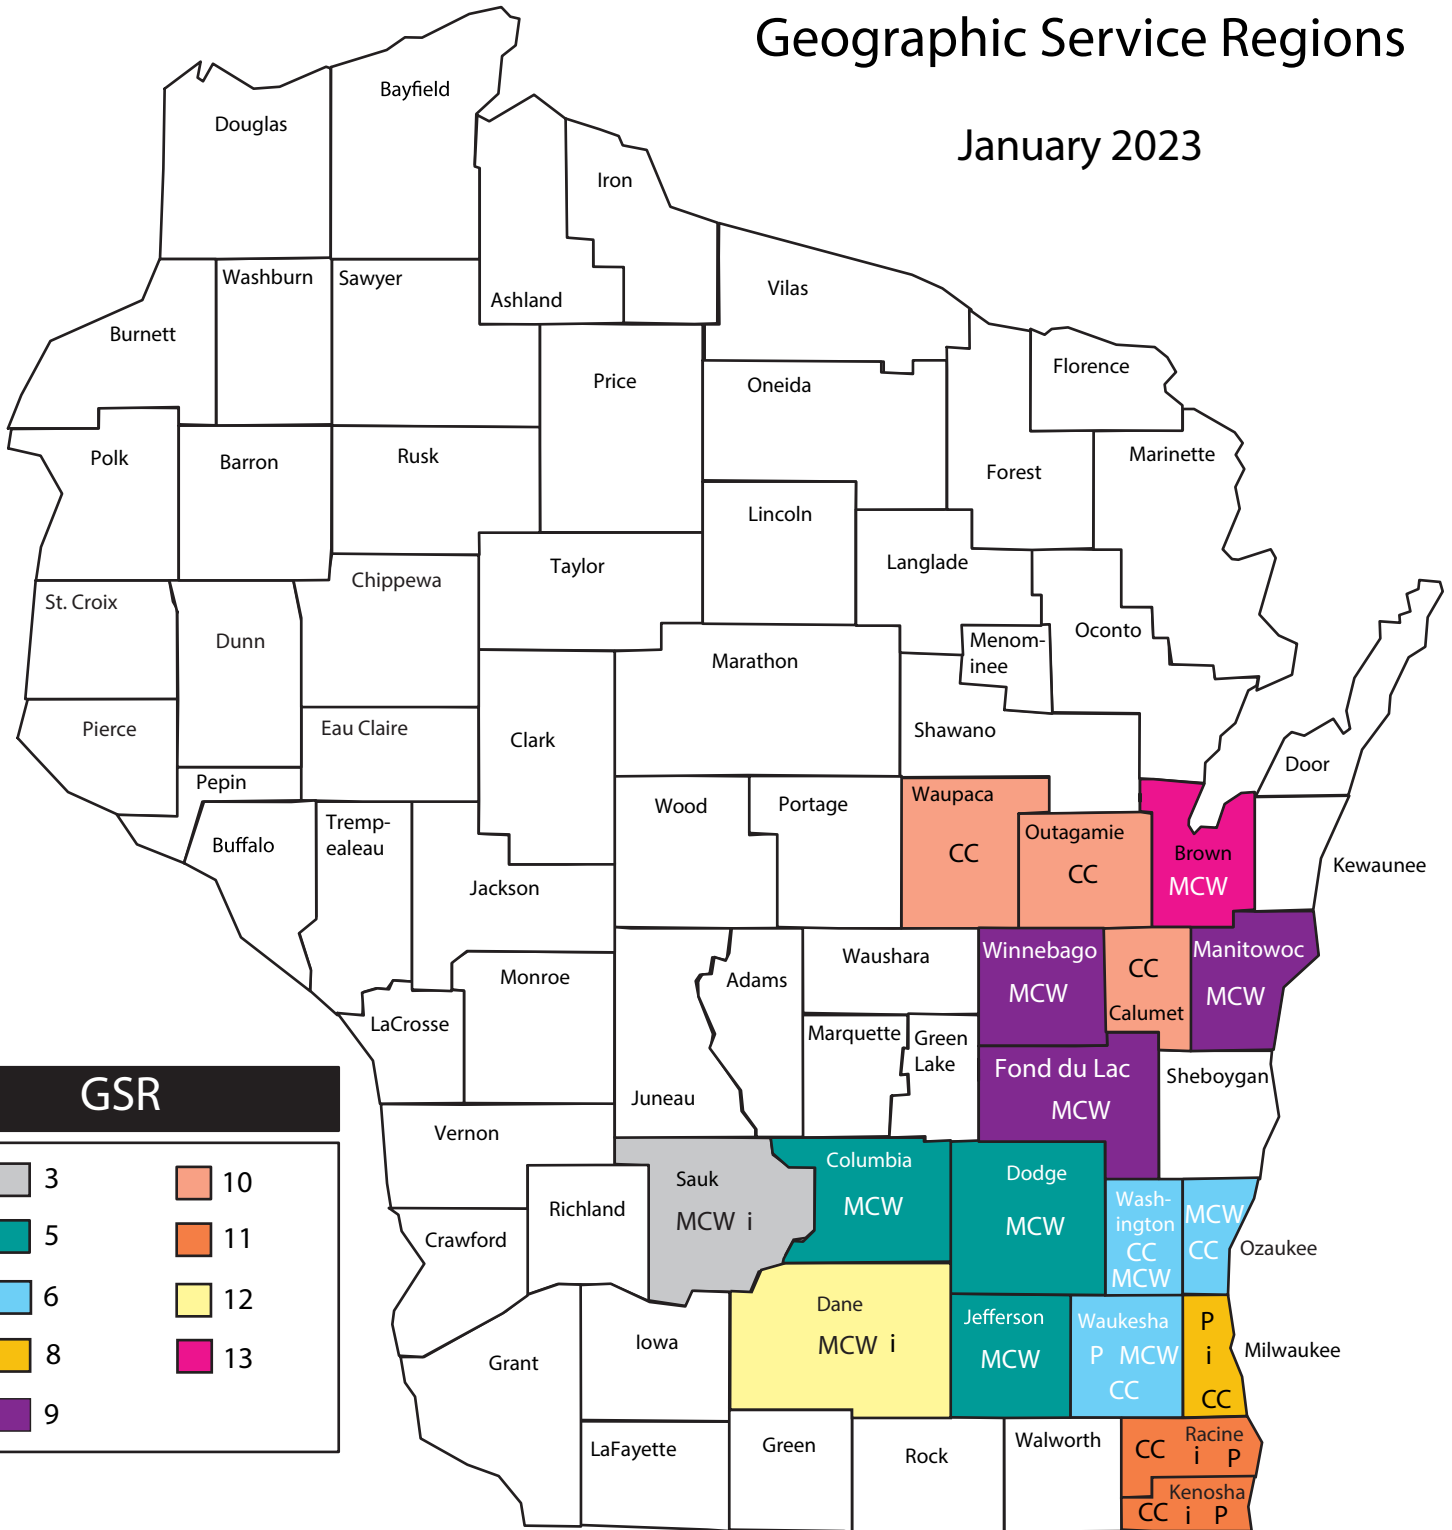 Geographic Service Regions
January 2023
Bayfield
Douglas
Iron
Washburn
Sawyer
Ashland
Vilas
Burnett
Price
Oneida
Florence
Polk
Barron
Rusk
Forest
Marinette
Lincoln
Langlade
Taylor
Chippewa
St. Croix
Dunn
Oconto
Menom-
inee
Marathon
Pierce
Eau Claire
Clark
Shawano
Door
Pepin
Wood
Portage
Waupaca
CC
Outagamie
CC
Brown
MCW
Kewaunee
Buffalo
Tremp-
ealeau
Jackson
Monroe
Adams
Waushara
Winnebago
MCW
CC
Calumet
Manitowoc
MCW
LaCrosse
Marquette
Green
Lake
Fond du Lac
MCW
Sheboygan
Juneau
Vernon
GSR
3
5
6
8
9
10
11
12
13
Richland
Sauk
MCW i
Columbia
MCW
Dodge
MCW
Wash-
ington
CC
MCW
MCW
CC
Ozaukee
Crawford
Dane
MCW i
Jefferson
MCW
Waukesha
P MCW
CC
P
i
CC
Milwaukee
Iowa
Grant
LaFayette
Green
Rock
Walworth
Racine
CC i P
Kenosha
CC i P